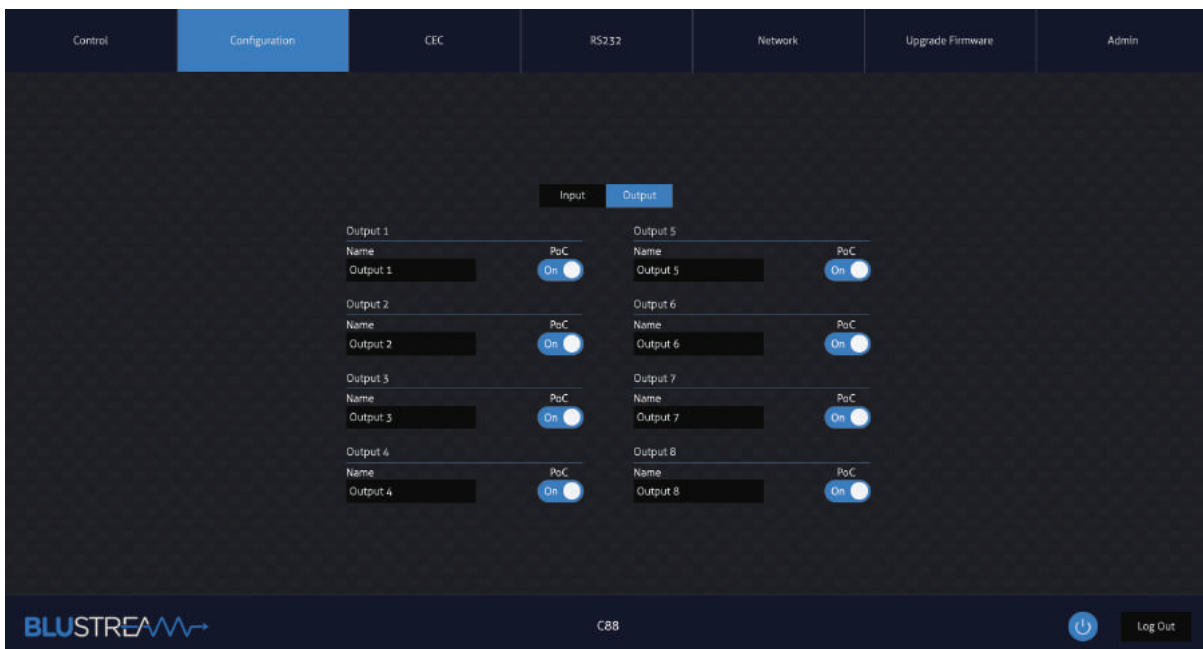 Control Configuration CEC RS232 Network Upgrade Firmware Admin
Input Output
Output 1 Output 5
Name PoC Name PoC
Output 1 On Output 5 On
Output 2 Output 6
Name PoC Name PoC
Output 2 On Output 6 On
Output 3 Output 7
Name PoC Name PoC
Output 3 On Output 7 On
Output 4 Output 8
Name PoC Name PoC
Output 4 On Output 8 On
BLUSTREAM C88 Log Out